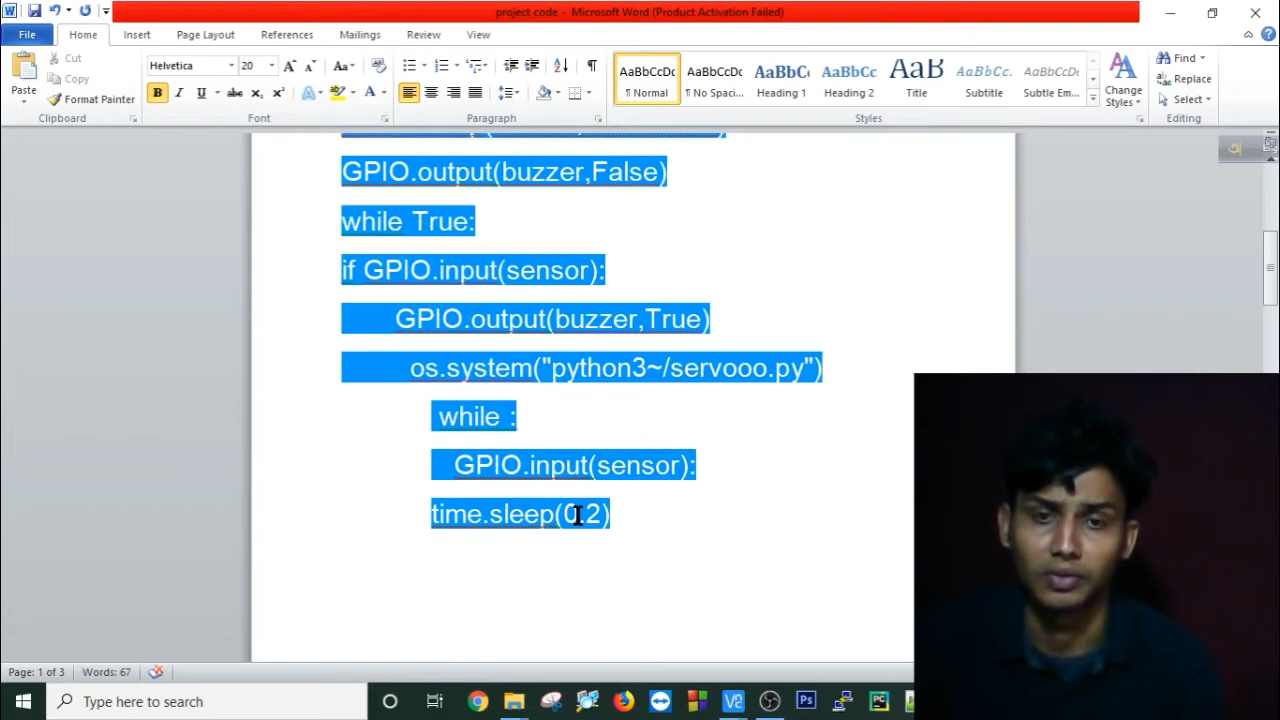 project code - Microsoft Word (Product Activation Failed)
File Home Insert Page Layout References Mailings Review View
Cut
Copy
Format Painter
Paste
Clipboard
Helvetica 20
Font
Paragraph
AaBbCcDc AaBbCcDc AaBbCc AaBbCc AaB AaBbCc. AaBbCcDc
¶ Normal ¶ No Spaci... Heading 1 Heading 2 Title Subtitle Subtle Em...
Change
Styles
Styles
Find
Replace
Select
Editing
GPIO.output(buzzer,False)
while True:
if GPIO.input(sensor):
GPIO.output(buzzer,True)
os.system("python3~/servooo.py")
while :
GPIO.input(sensor):
time.sleep(0.2)
Page: 1 of 3 Words: 67
Type here to search